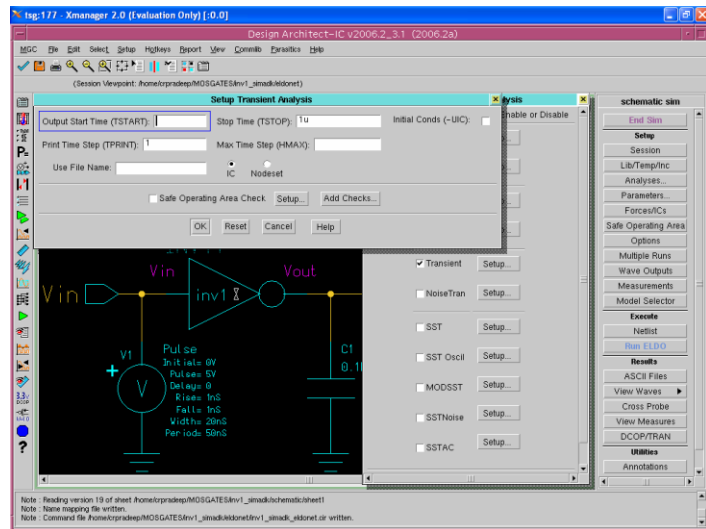 tsg:177 - Xmanager 2.0 (Evaluation Only) [:0.0]
Design Architect-IC v2006.2_3.1 (2006.2a)
MGC File Edit Select Setup Hotkeys Report View Commlib Parasitics Help
(Session Viewpoint: /home/crpradeep/MOSGATES/inv1_simadk/eldonet)
Setup Transient Analysis
Output Start Time (TSTART):
Stop Time (TSTOP): 1u
Initial Conds (~UIC):
Print Time Step (TPRINT): 1
Max Time Step (HMAX):
Use File Name:
IC Nodeset
Safe Operating Area Check Setup... Add Checks...
OK Reset Cancel Help
lysis
nable or Disable
Transient Setup...
NoiseTran Setup...
SST Setup...
SST Oscil Setup...
MODSST Setup...
SSTNoise Setup...
SSTAC Setup...
Vin
Vout
Vin
inv1
V1
V
Pulse
Initial= 0V
Pulse= 5V
Delay= 0
Rise= 1nS
Fall= 1nS
Width= 20nS
Period= 50nS
C1
schematic sim
End Sim
Setup
Session
Lib/Temp/Inc
Analyses...
Parameters...
Forces/ICs
Safe Operating Area
Options
Multiple Runs
Wave Outputs
Measurements
Model Selector
Execute
Netlist
Run ELDO
Results
ASCII Files
View Waves
Cross Probe
View Measures
DCOP/TRAN
Utilities
Annotations
Note : Reading version 19 of sheet /home/crpradeep/MOSGATES/inv1_simadk/schematic/sheet1
Note : Name mapping file written.
Note : Command file /home/crpradeep/MOSGATES/inv1_simadk/eldonet/inv1_simadk_eldonet.cir written.